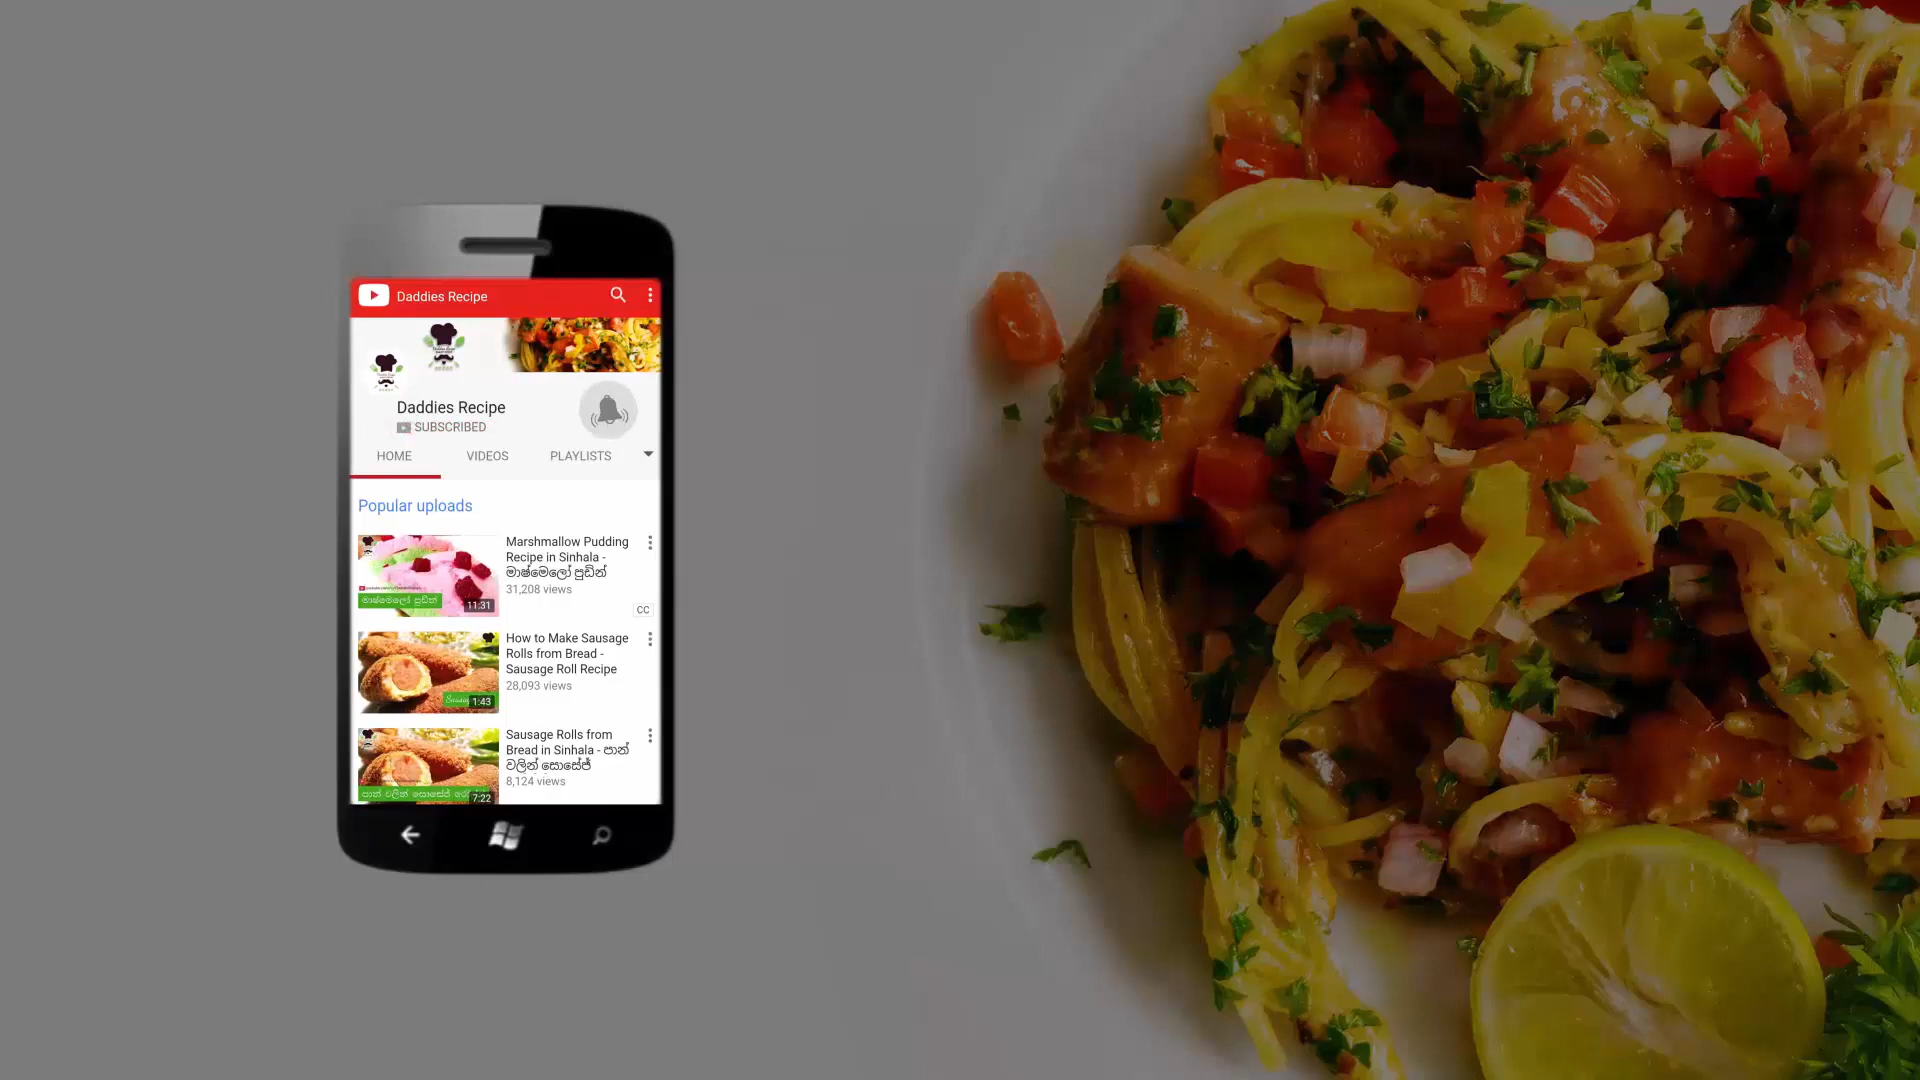 Daddies Recipe
Daddies Recipe
SUBSCRIBED
HOME VIDEOS PLAYLISTS
Popular uploads
Marshmallow Pudding
Recipe in Sinhala -
මාෂ්මෙලෝ පුඩින්
31,208 views
CC
මාෂ්මෙලෝ පුඩින්
11:31
How to Make Sausage
Rolls from Bread -
Sausage Roll Recipe
28,093 views
1:43
Sausage Rolls from
Bread in Sinhala - පාන්
වලින් සොසේජ්
8,124 views
පාන් වලින් සොසේජ්
7:22